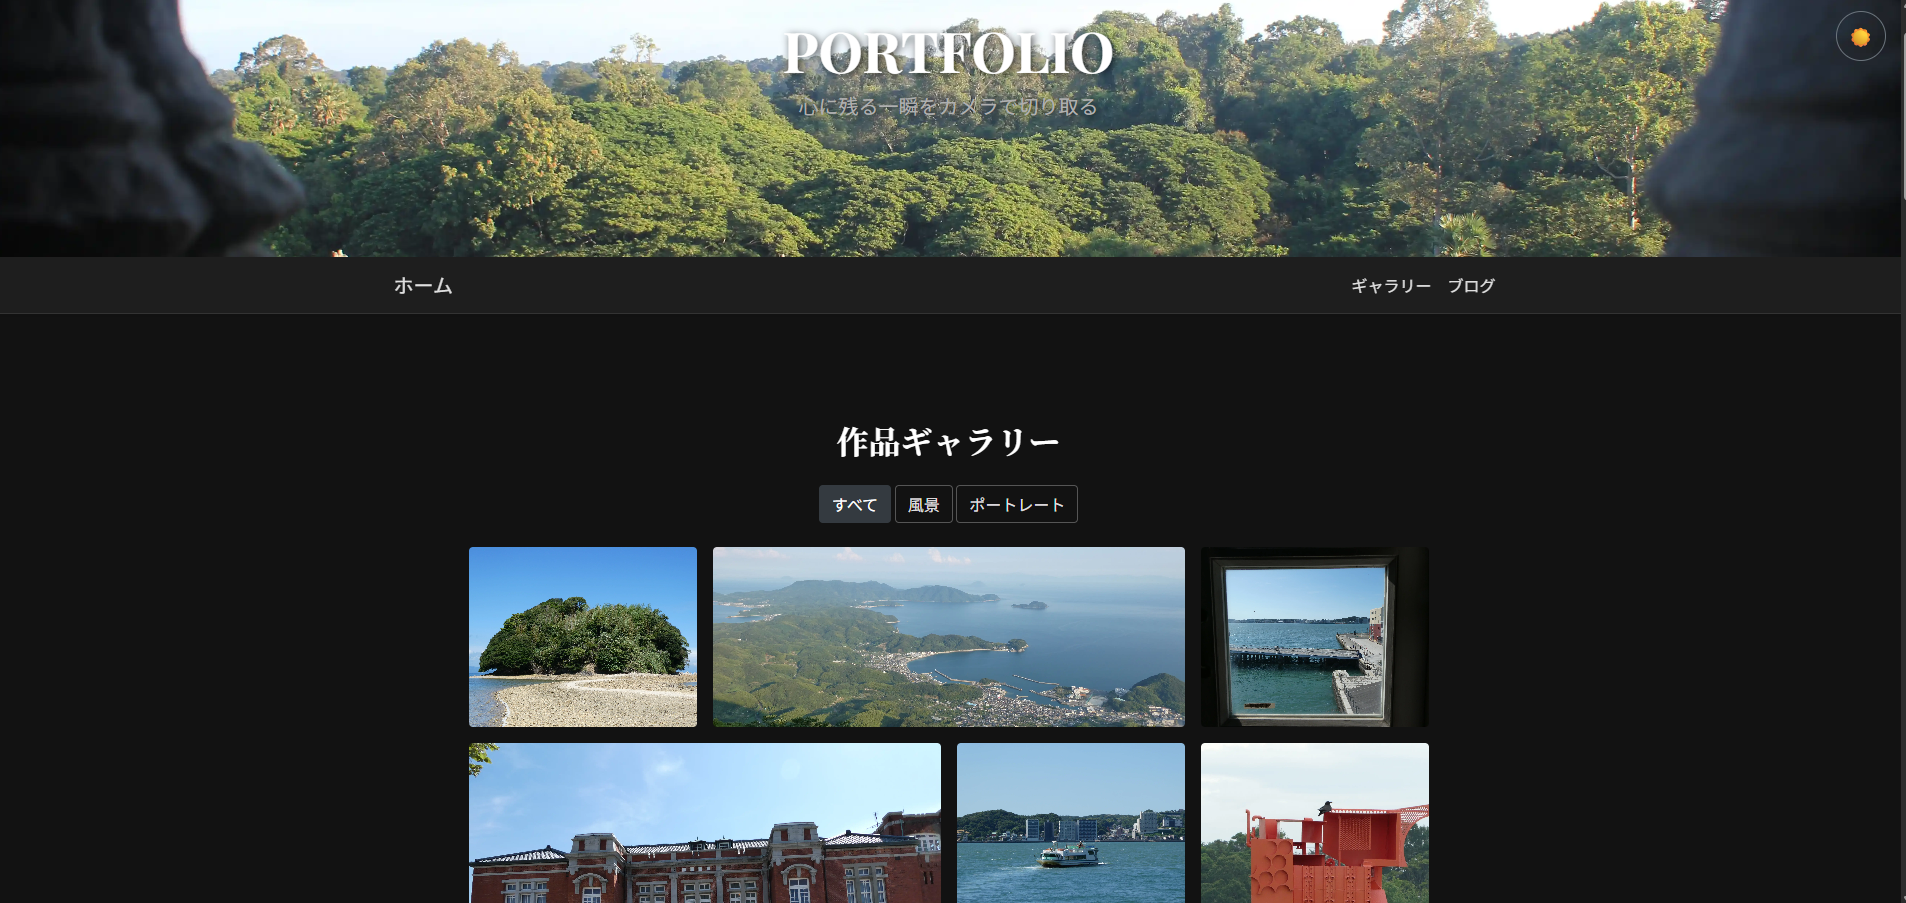 PORTFOLIO
心に残る一瞬をカメラで切り取る
ホーム
ギャラリー ブログ
作品ギャラリー
すべて 風景 ポートレート